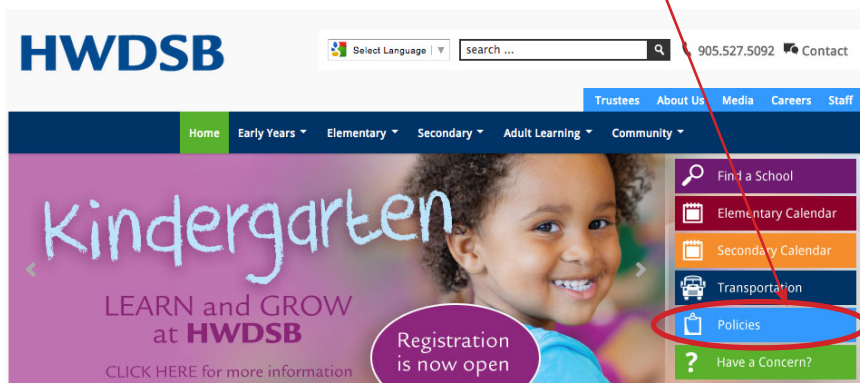 HWDSB
Select Language
search ...
905.527.5092
Contact
Trustees About Us Media Careers Staff
Home Early Years Elementary Secondary Adult Learning Community
Kindergarten
LEARN and GROW
at HWDSB
CLICK HERE for more information
Registration
is now open
Find a School
Elementary Calendar
Secondary Calendar
Transportation
Policies
? Have a Concern?